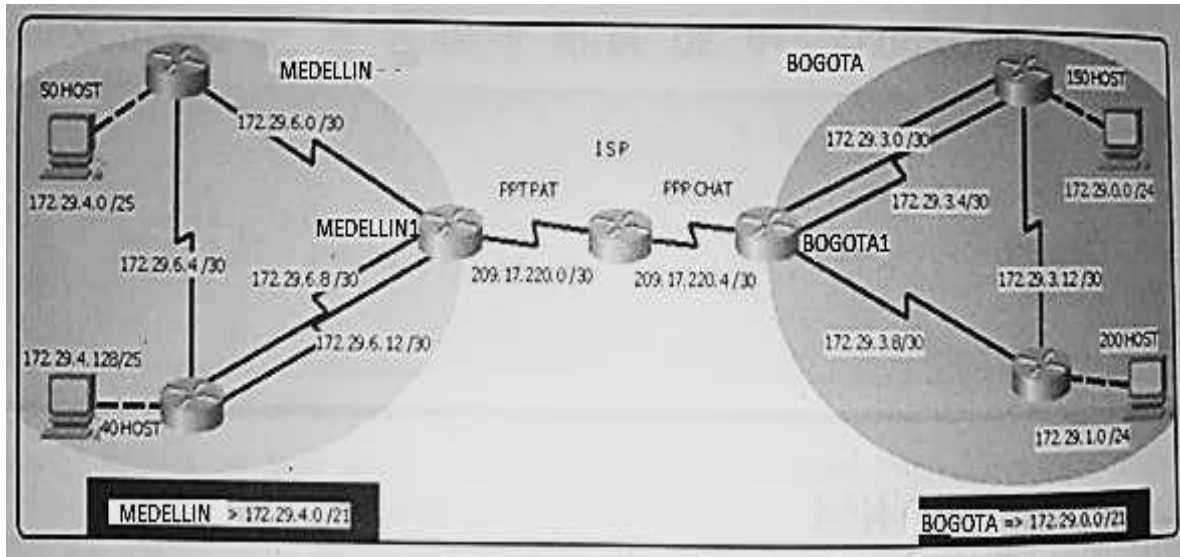 MEDELLIN - -
BOGOTA
50 HOST
150 HOST
172.29.6.0 /30
172.29.3.0 /30
ISP
172.29.4.0 /25
172.29.0.0 /24
PPT PAT
PPP CHAT
172.29.3.4/30
MEDELLIN1
BOGOTA1
172.29.6.4 /30
172.29.6.8 /30
209.17.220.0 /30
209.17.220.4 /30
172.29.3.12 /30
172.29.6.12 /30
172.29.3.8/30
172.29.4.128/25
200 HOST
40 HOST
172.29.1.0 /24
MEDELLIN > 172.29.4.0 /21
BOGOTA => 172.29.0.0 /21